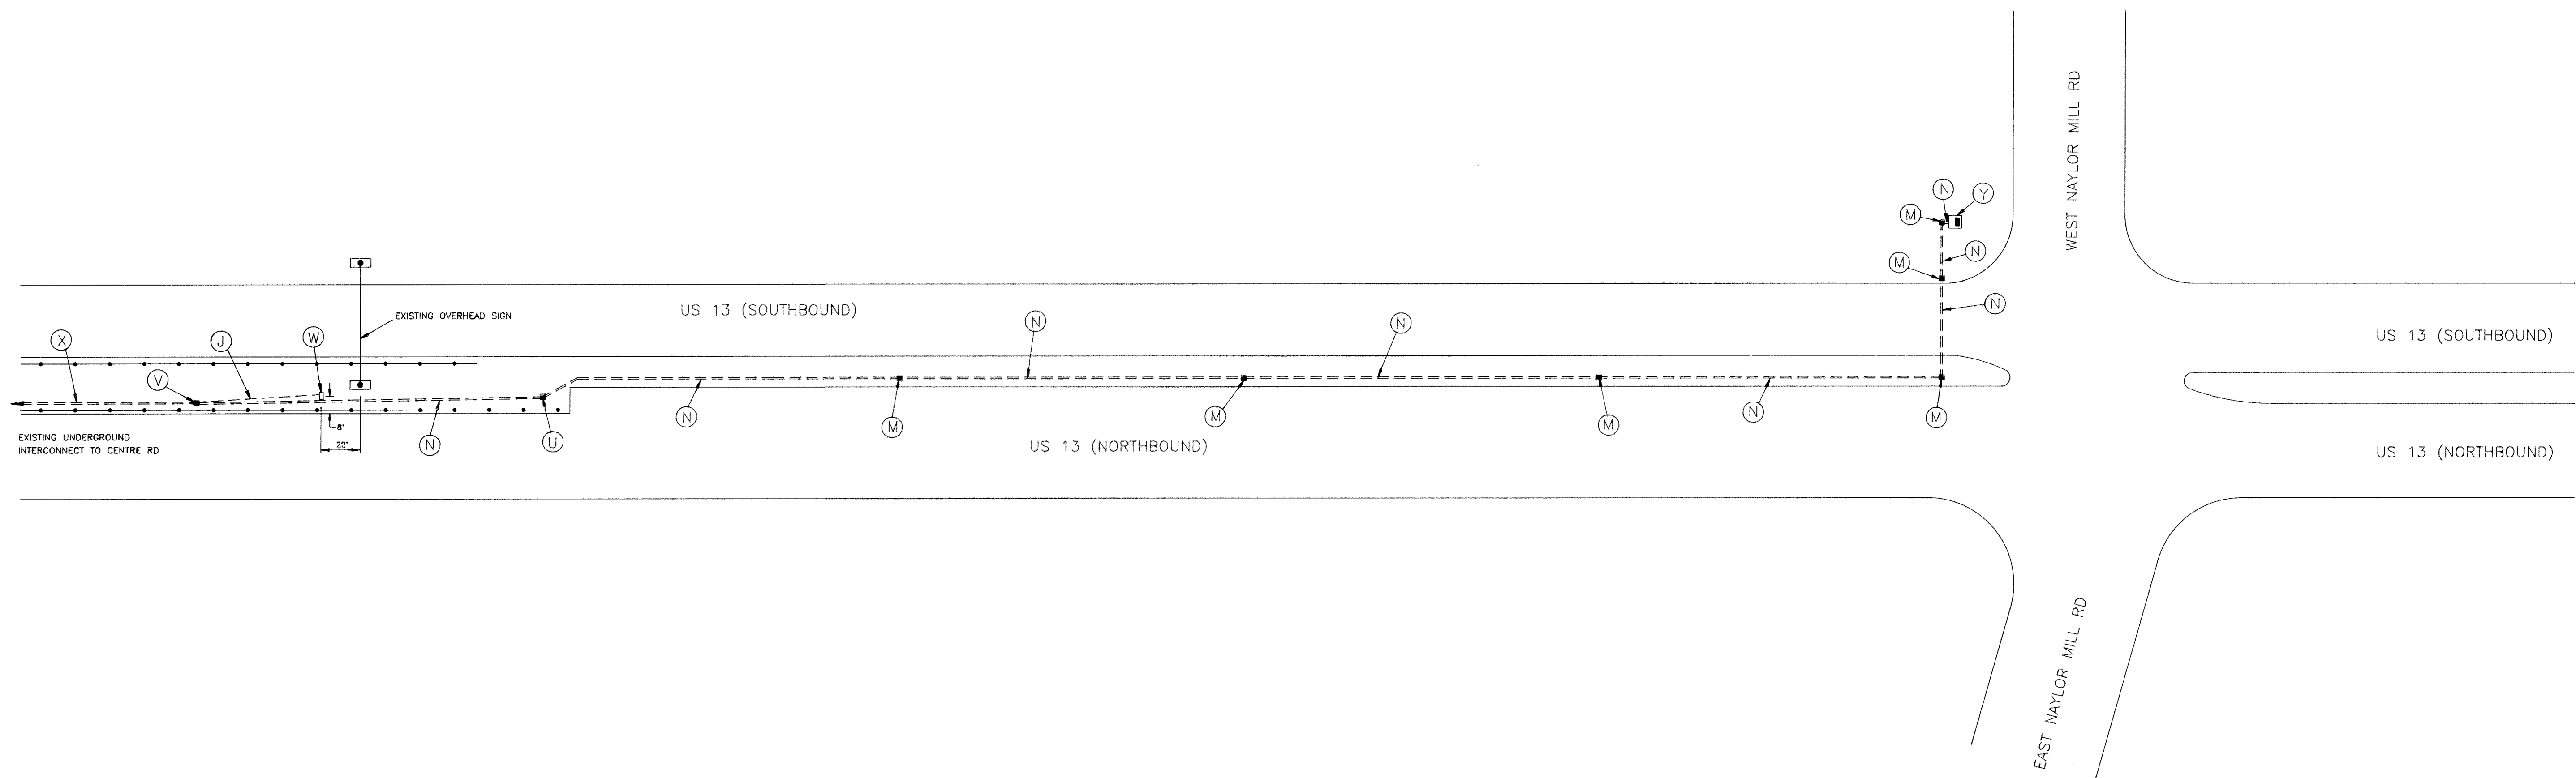 WEST NAYLOR MILL RD
N
Y
M
N
M
N
EXISTING OVERHEAD SIGN
US 13 (SOUTHBOUND)
N
N
US 13 (SOUTHBOUND)
X
J
W
V
8'
22'
N
U
N
M
M
N
M
M
EXISTING UNDERGROUND
INTERCONNECT TO CENTRE RD
US 13 (NORTHBOUND)
US 13 (NORTHBOUND)
EAST NAYLOR MILL RD